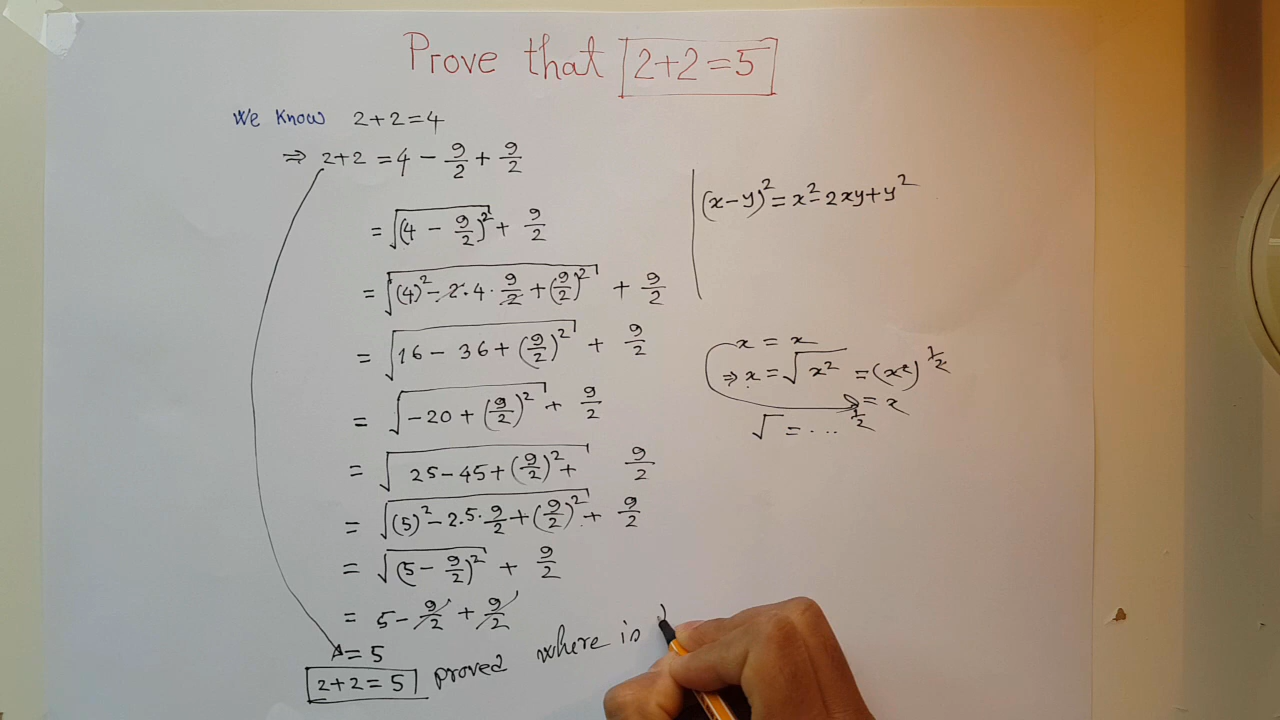 Prove that 2+2=5
We Know 2+2=4
⇒ 2+2 = 4 - 9/2 + 9/2
= √(4 - 9/2)² + 9/2
= √(4)² - 2.4. 9/2 + (9/2)² + 9/2
= √16 - 36 + (9/2)² + 9/2
= √-20 + (9/2)² + 9/2
= √25 - 45 + (9/2)² + 9/2
= √(5)² - 2.5. 9/2 + (9/2)² + 9/2
= √(5 - 9/2)² + 9/2
= 5 - 9/2 + 9/2
= 5
2+2=5 proved where is
(x-y)² = x² - 2xy + y²
x = x
⇒ x = √x² = (x²)^1/2
= x
√ = ... 1/2